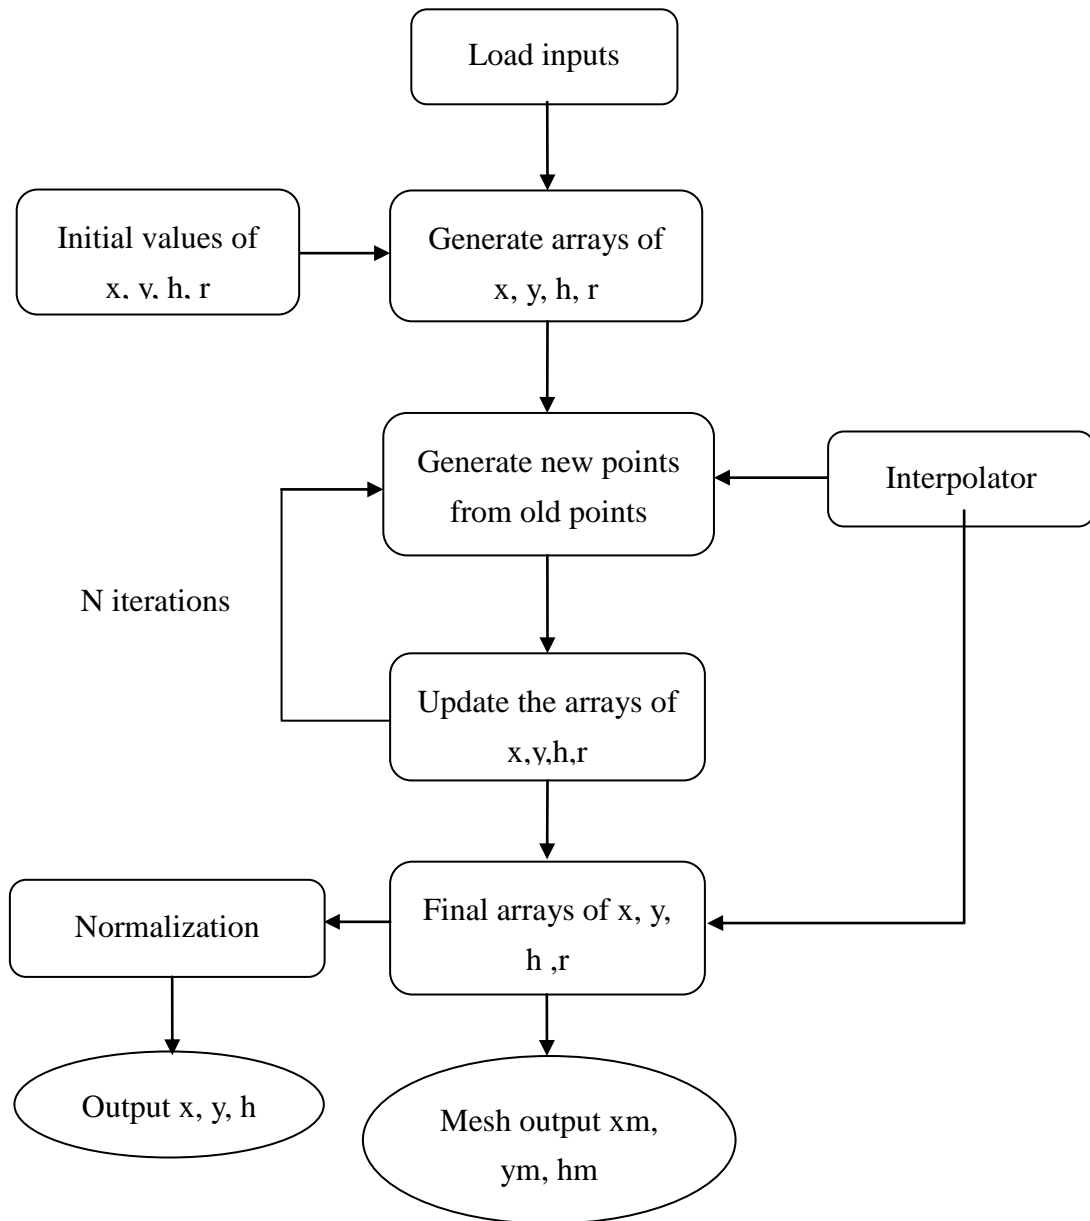 Load inputs
Initial values of
x, y, h, r
Generate arrays of
x, y, h, r
Generate new points
from old points
Interpolator
N iterations
Update the arrays of
x,y,h,r
Final arrays of x, y,
h ,r
Normalization
Output x, y, h
Mesh output xm,
ym, hm